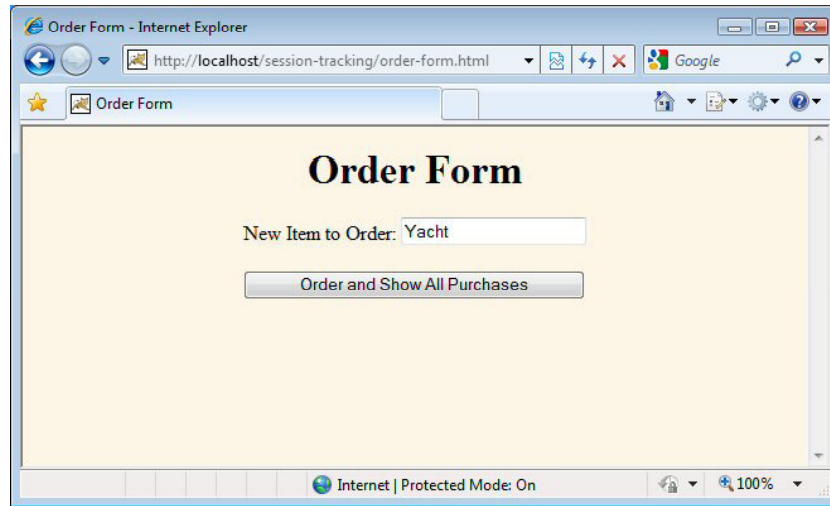 Order Form - Internet Explorer
http://localhost/session-tracking/order-form.html
Google
Order Form
Order Form
New Item to Order: Yacht
Order and Show All Purchases
Internet | Protected Mode: On
100%